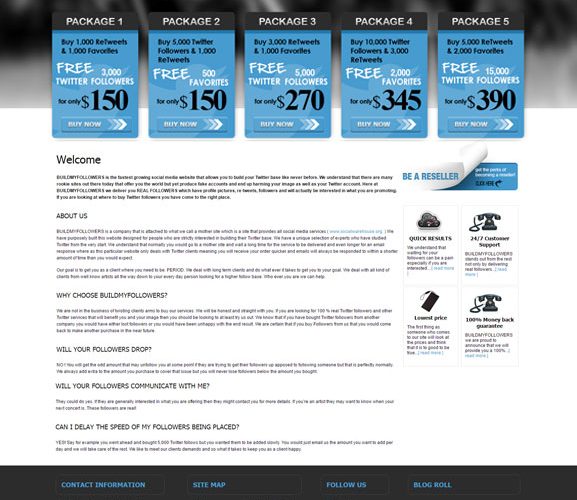 PACKAGE 1
Buy 1,000 ReTweets
& 1,000 Favorites
FREE 3,000
TWITTER FOLLOWERS
for only $150
BUY NOW
PACKAGE 2
Buy 5,000 Twitter
Followers & 1,000
ReTweets
FREE 500
FAVORITES
for only $150
BUY NOW
PACKAGE 3
Buy 3,000 ReTweets
& 1,000 Favorites
FREE 5,000
TWITTER FOLLOWERS
for only $270
BUY NOW
PACKAGE 4
Buy 10,000 Twitter
Followers & 3,000
ReTweets
FREE 2,000
FAVORITES
for only $345
BUY NOW
PACKAGE 5
Buy 5,000 ReTweets
& 2,000 Favorites
FREE 15,000
TWITTER FOLLOWERS
for only $390
BUY NOW
Welcome
BUILDMYFOLLOWERS is the fastest growing social media website that allows you to build your Twitter base like never before. We understand that there are many
rookie sites out there today that offer you the world but yet produce fake accounts and end up harming your image as well as your Twitter account. Here at
BUILDMYFOLLOWERS we deliver you REAL FOLLOWERS which have profile pictures, re tweets, followers and will actually be interested in what you are promoting.
If you are looking at where to buy Twitter followers you have come to the right place.
ABOUT US
BUILDMYFOLLOWERS is a company that is attached to what we call a mother site which is a site that provides all social media services
We
have purposely built this website designed for people who are strictly interested in building their Twitter base. We have a unique selection of experts who have studied
Twitter from the very start. We understand that normally you would go to a mother site and wait a long time for the service to be delivered and even longer for an email
response where as this particular website only deals with Twitter clients meaning you will receive your order quicker and emails will always be responded to within a shorter
amount of time than you would expect.
Our goal is to get you as a client where you need to be. PERIOD. We deal with long term clients and do what ever it takes to get you to your goal. We deal with all kind of
clients from well know artists all the way down to your every day person looking for a higher follow base. Who ever you are we can help.
WHY CHOOSE BUILDMYFOLLOWERS?
We are not in the business of bristling clients armo to buy our services. We will be honest and straight with you. If you are looking for 100 % real Twitter followers and other
Twitter services that will benefit you and your image then you should be looking to at least try us out. We know that if you have bought Twitter followers from another
company you would have either lost followers or you would have been unhappy with the end result. We are certain that if you buy Followers from us that you would come
back to make another purchase in the near future.
WILL YOUR FOLLOWERS DROP?
NO! You will get the odd amount that may unfollow you at some point if they are trying to get their followers up apposed to following someone but that is perfectly normal.
We always add extra to the amount you purchase to cover that issue but you will never lose followers below the amount you bought.
WILL YOUR FOLLOWERS COMMUNICATE WITH ME?
They could do yes. If they are generally interested in what you are offering then they might contact you for more details. If you're an artist they may want to know when your
next concert is. These followers are real!
CAN I DELAY THE SPEED OF MY FOLLOWERS BEING PLACED?
YES! Say for example you went ahead and bought 5,000 Twitter follows but you wanted them to be added slowly. You would just email us the amount you want to add per
day and we will take care of the rest. We like to meet our clients demands and so what it takes to keep you as a client happy.
BE A RESELLER
get the perks of
becoming a reseller!
CLICK HERE
QUICK RESULTS
We understand that
waiting for your
followers can be a pain
especially if you are
interested...[ read more
]
24/7 Customer
Support
BUILDMYFOLLOWERS
stands out from the rest
not only by delivering
real followers...[ read
more ]
Lowest price
The first thing as
someone who comes
to our site will look at
the prices and think
that it is to good to be
true...[ read more ]
100% Money back
guarantee
BUILDMYFOLLOWERS
we are proud to
announce that we will
provide you a 100%...[
read more ]
CONTACT INFORMATION
SITE MAP
FOLLOW US
BLOG ROLL